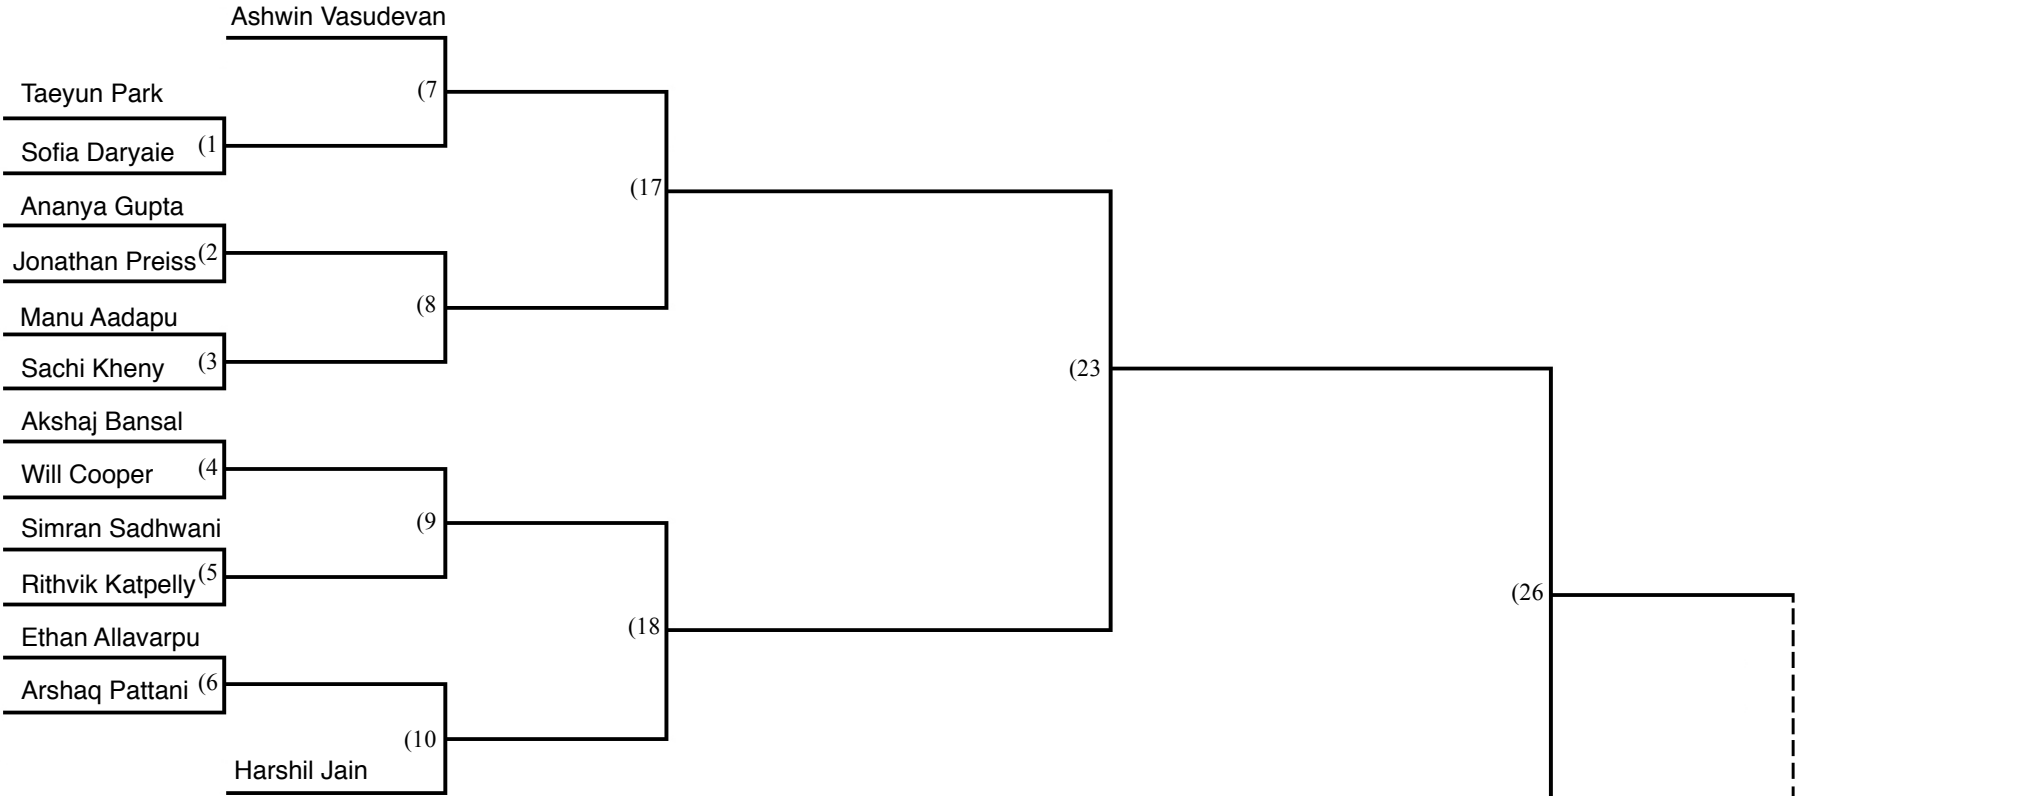 Ashwin Vasudevan
(7
Taeyun Park
Sofia Daryaie (1
(17
Ananya Gupta
Jonathan Preiss (2
(8
Manu Aadapu
Sachi Kheny (3
(23
Akshaj Bansal
Will Cooper (4
(9
Simran Sadhwani
Rithvik Katpelly (5
(26
(18
Ethan Allavarpu
Arshaq Pattani (6
(10
Harshil Jain